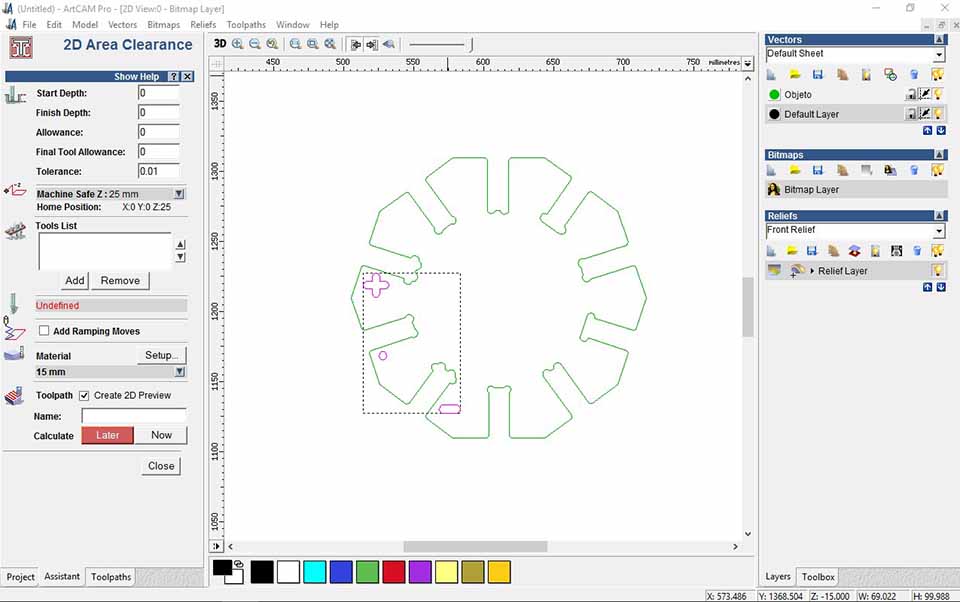 (Untitled) - ArtCAM Pro - [2D View:0 - Bitmap Layer]
File Edit Model Vectors Bitmaps Reliefs Toolpaths Window Help
2D Area Clearance
Show Help ? X
Start Depth: 0
Finish Depth: 0
Allowance: 0
Final Tool Allowance: 0
Tolerance: 0.01
Machine Safe Z : 25 mm
Home Position: X:0 Y:0 Z:25
Tools List
Add Remove
Undefined
Add Ramping Moves
Material Setup...
15 mm
Toolpath Create 2D Preview
Name:
Calculate Later Now
Close
Project Assistant Toolpaths
3D
450 500 550 600 650 700 750 millimetres
1350
1300
1250
1200
1150
1100
1050
Vectors
Default Sheet
Objeto
Default Layer
Bitmaps
Bitmap Layer
Reliefs
Front Relief
Relief Layer
Layers Toolbox
X: 573.486 Y: 1368.504 Z: -15.000 W: 69.022 H: 99.988